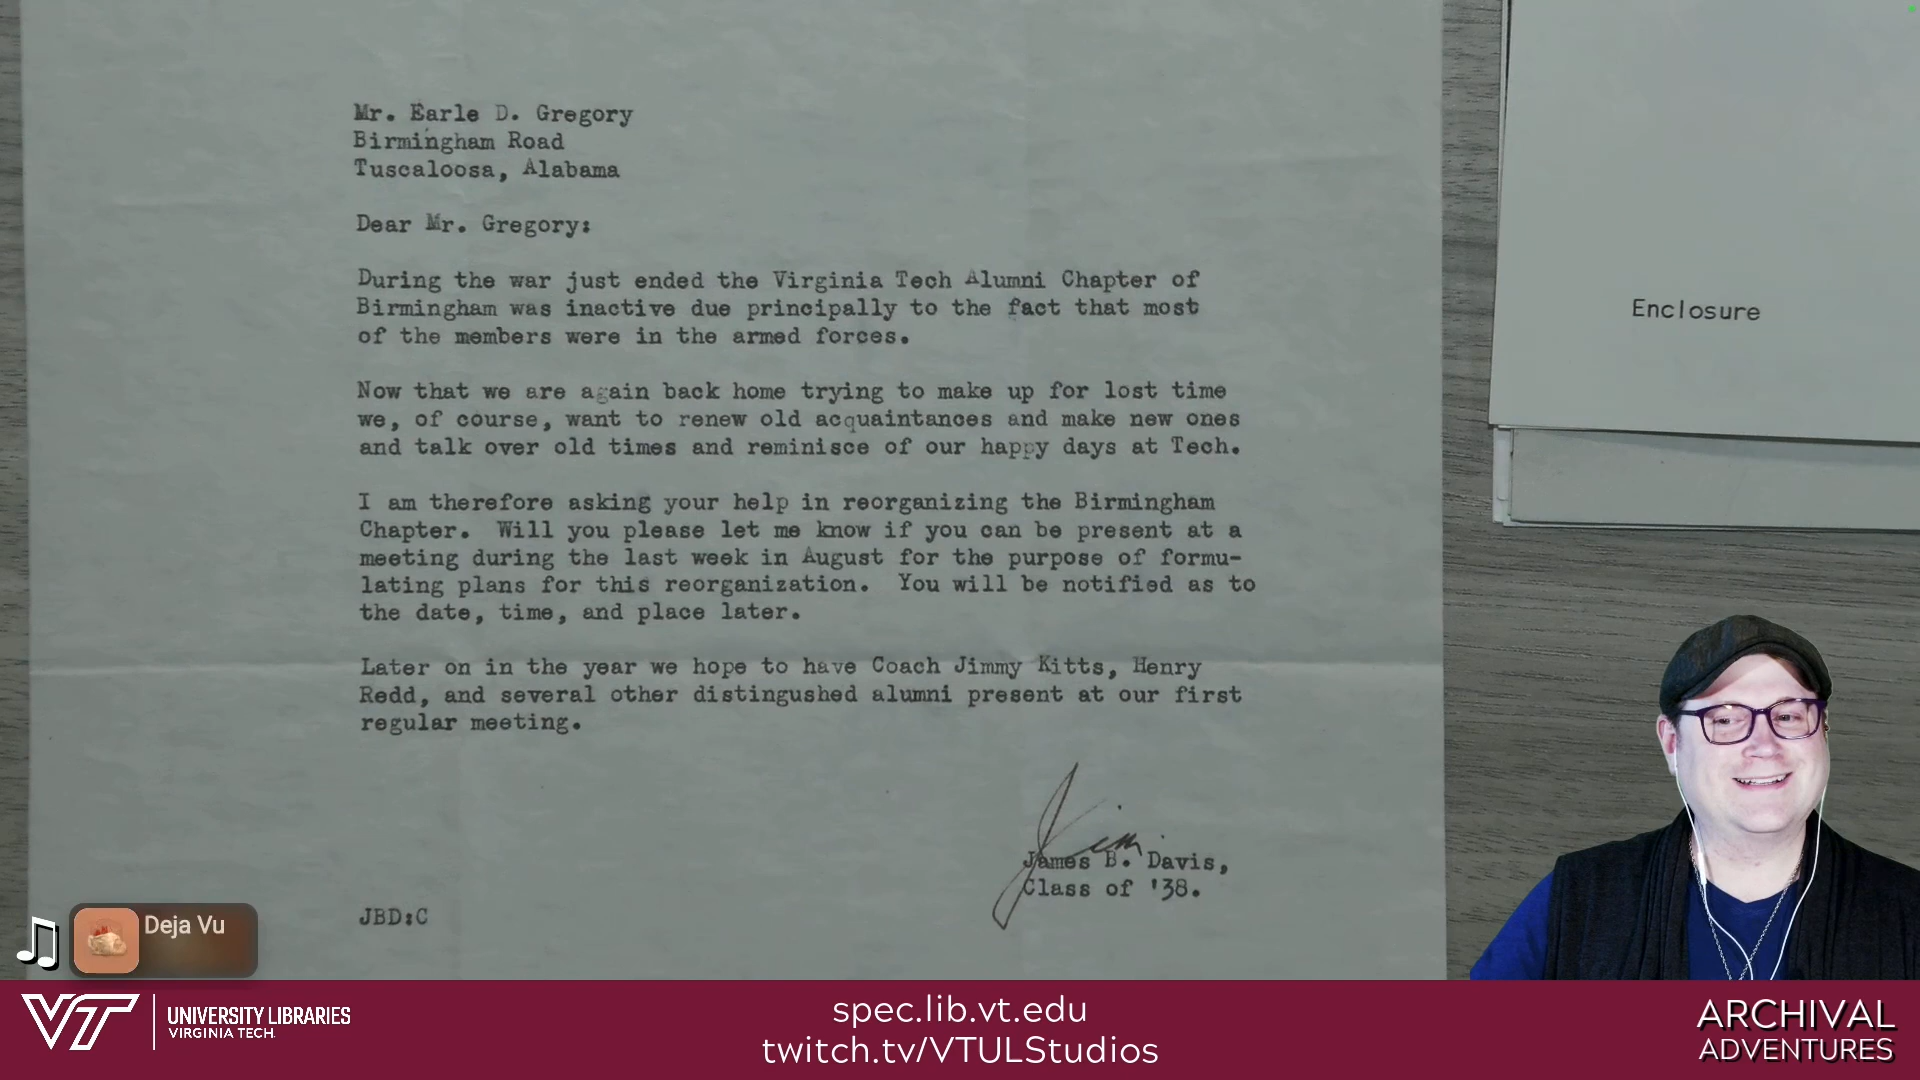 Mr. Earle D. Gregory
Birmingham Road
Tuscaloosa, Alabama
Dear Mr. Gregory:
During the war just ended the Virginia Tech Alumni Chapter of
Birmingham was inactive due principally to the fact that most
of the members were in the armed forces.
Now that we are again back home trying to make up for lost time
we, of course, want to renew old acquaintances and make new ones
and talk over old times and reminisce of our happy days at Tech.
I am therefore asking your help in reorganizing the Birmingham
Chapter. Will you please let me know if you can be present at a
meeting during the last week in August for the purpose of formu-
lating plans for this reorganization. You will be notified as to
the date, time, and place later.
Later on in the year we hope to have Coach Jimmy Kitts, Henry
Redd, and several other distingushed alumni present at our first
regular meeting.
Jim
James B. Davis,
Class of '38.
JBD:C
Enclosure
Deja Vu
VT UNIVERSITY LIBRARIES
VIRGINIA TECH.
spec.lib.vt.edu
twitch.tv/VTULStudios
ARCHIVAL
ADVENTURES